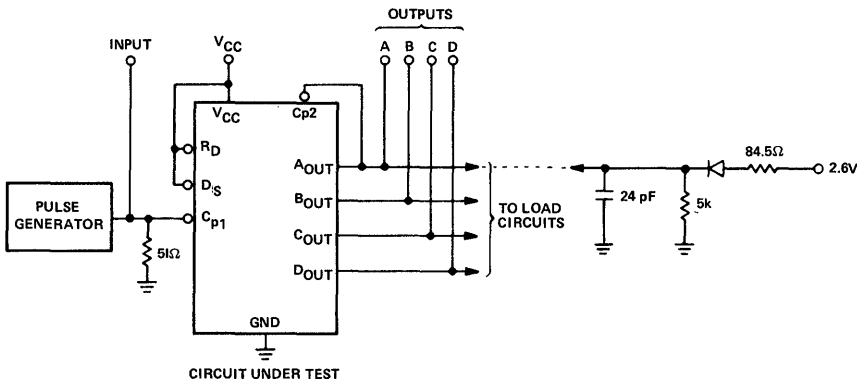 OUTPUTS
INPUT
VCC
A B C D
VCC
Cp2
RD
DS
Cp1
AOUT
BOUT
COUT
DOUT
GND
PULSE
GENERATOR
51Ω
TO LOAD
CIRCUITS
24 pF
5k
84.5Ω
2.6V
CIRCUIT UNDER TEST